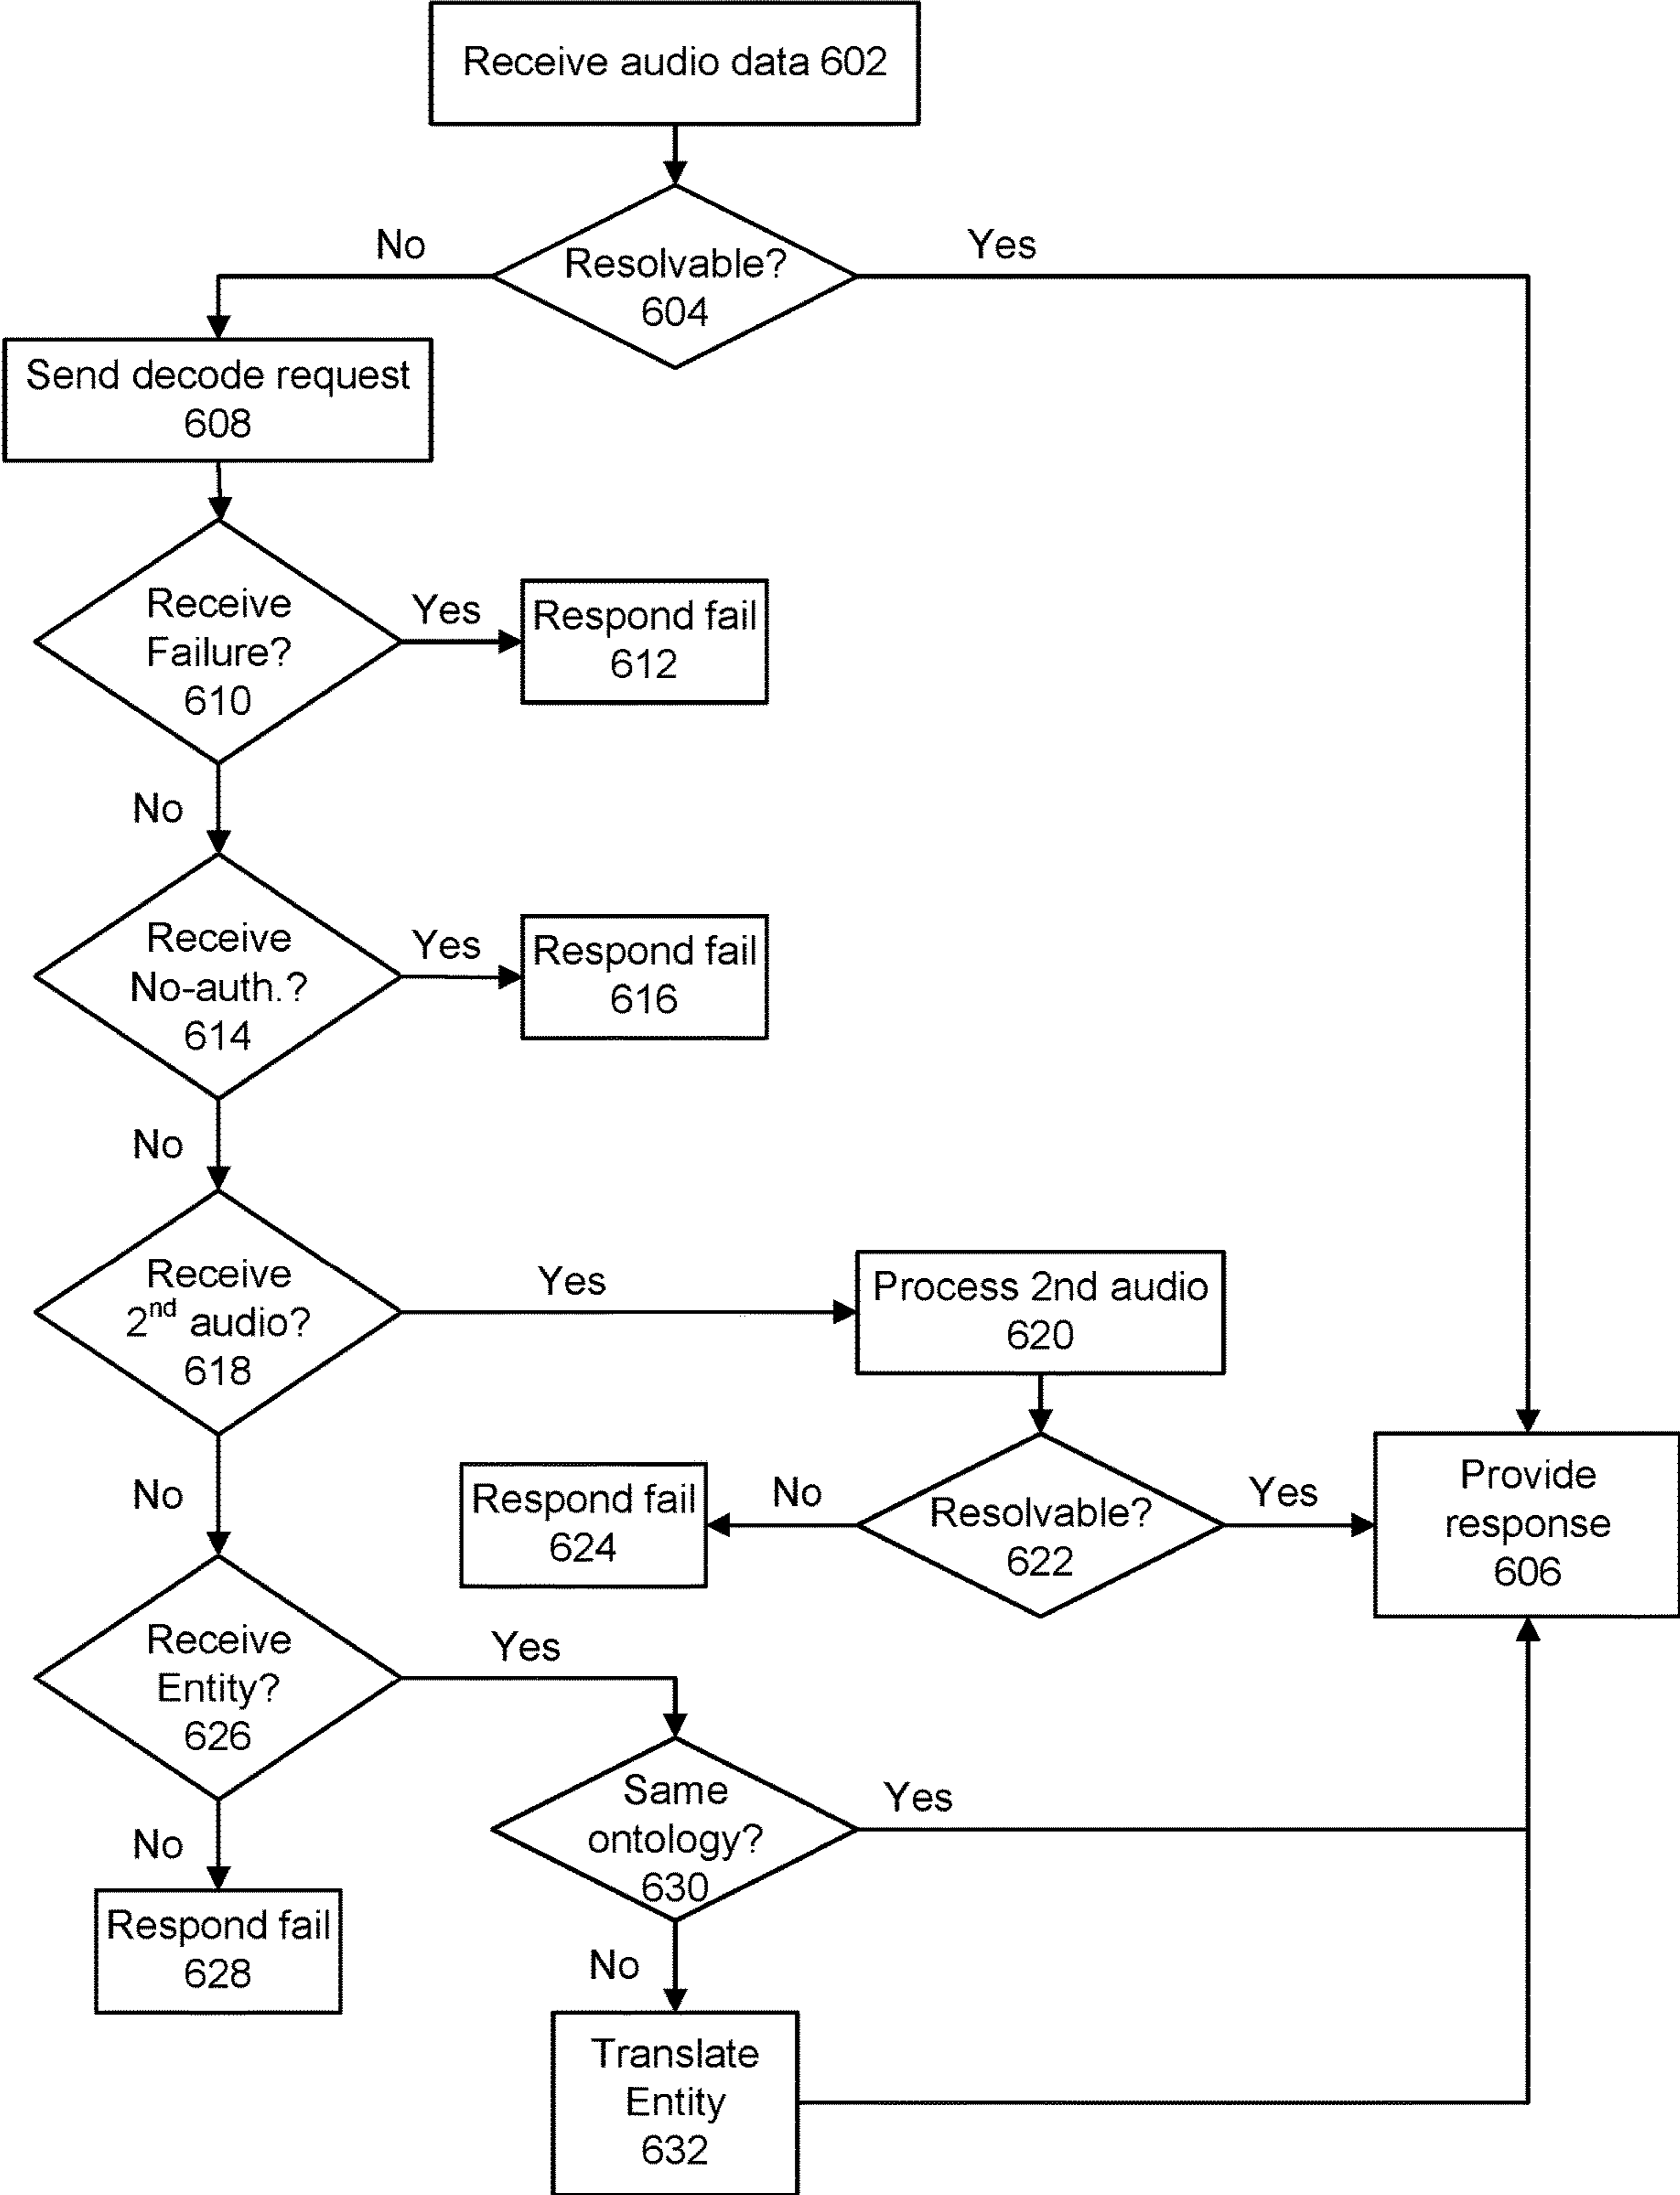 Receive audio data 602
No
Yes
Resolvable?
604
Send decode request
608
Receive
Failure?
610
Yes
Respond fail
612
No
Receive
No-auth.?
614
Yes
Respond fail
616
No
Receive
2nd audio?
618
Yes
Process 2nd audio
620
No
Respond fail
624
No
Resolvable?
622
Yes
Provide
response
606
Receive
Entity?
626
Yes
Same
ontology?
630
Yes
No
Respond fail
628
No
Translate
Entity
632